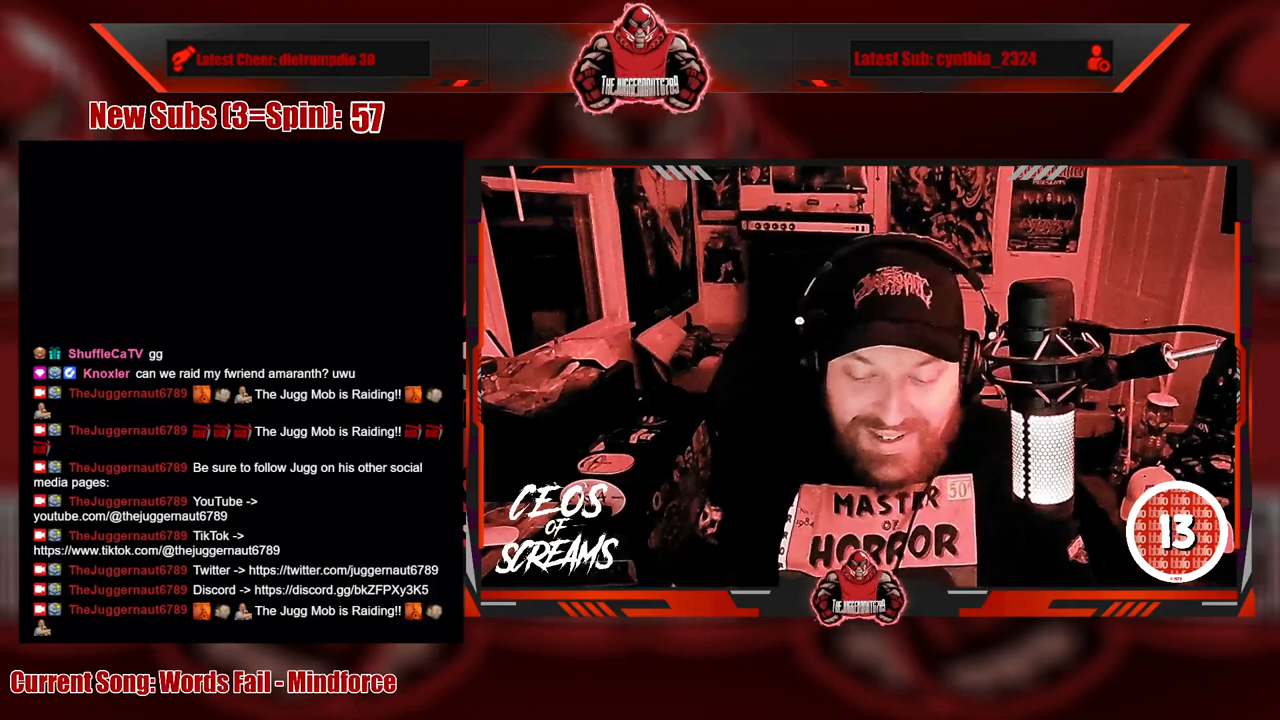 Latest Cheer: dietrumpdie 30
THEJUGGERNAUT6789
Latest Sub: cynthia_2324
New Subs (3=Spin): 57
ShuffleCaTV gg
Knoxler can we raid my fwriend amaranth? uwu
TheJuggernaut6789 The Jugg Mob is Raiding!!
TheJuggernaut6789 The Jugg Mob is Raiding!!
TheJuggernaut6789 Be sure to follow Jugg on his other social
media pages:
TheJuggernaut6789 YouTube ->
youtube.com/@thejuggernaut6789
TheJuggernaut6789 TikTok ->
https://www.tiktok.com/@thejuggernaut6789
TheJuggernaut6789 Twitter -> https://twitter.com/juggernaut6789
TheJuggernaut6789 Discord -> https://discord.gg/bkZFPXy3K5
TheJuggernaut6789 The Jugg Mob is Raiding!!
CEOS
OF
SCREAMS
MASTER
OF
HORROR
50
13
THEJUGGERNAUT6789
Current Song: Words Fail - Mindforce